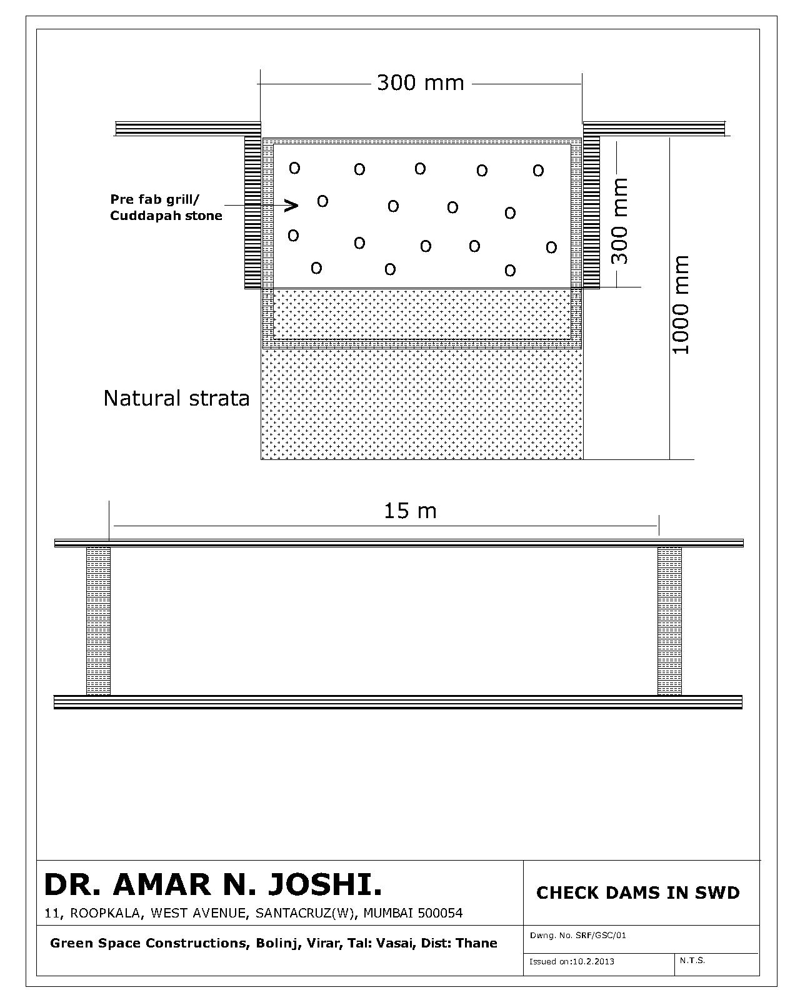 300 mm
o o o o o
Pre fab grill/
Cuddapah stone
>
o o o o
o o o o o
o o o
300 mm
1000 mm
Natural strata
15 m
DR. AMAR N. JOSHI.
11, ROOPKALA, WEST AVENUE, SANTACRUZ(W), MUMBAI 500054
Green Space Constructions, Bolinj, Virar, Tal: Vasai, Dist: Thane
CHECK DAMS IN SWD
Dwng. No. SRF/GSC/01
Issued on:10.2.2013
N.T.S.